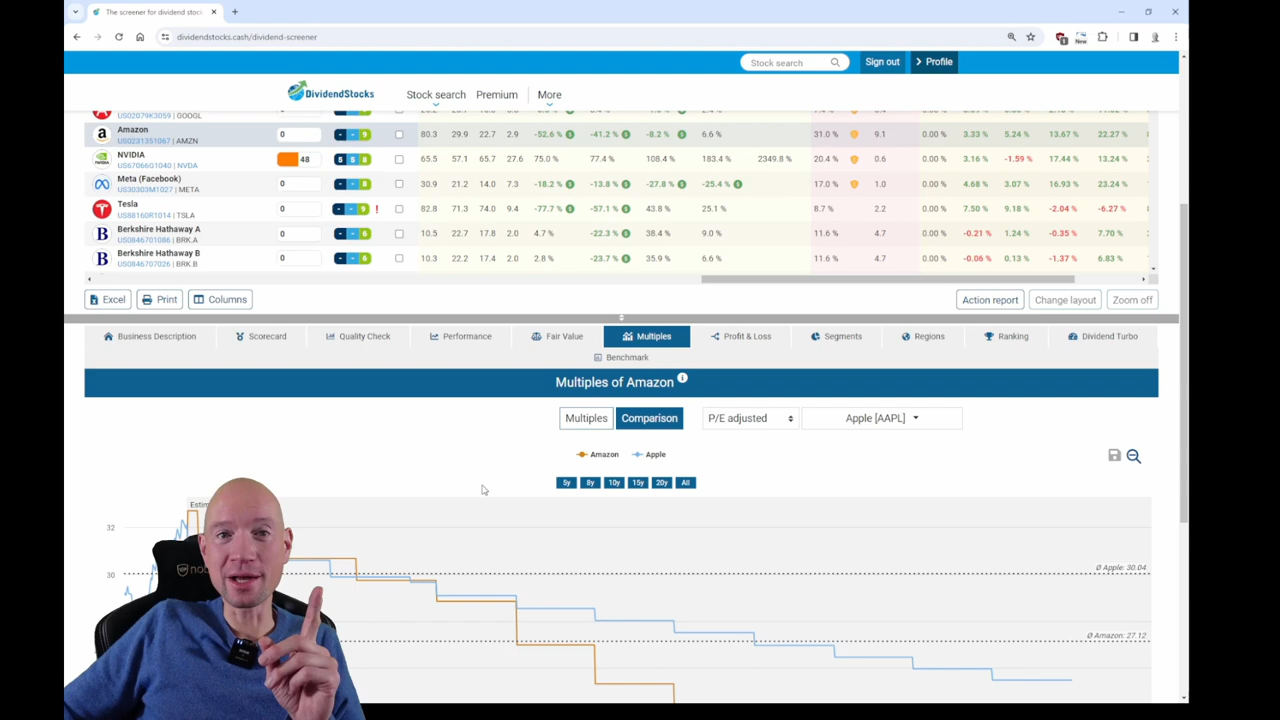 The screener for dividend stoc
dividendstocks.cash/dividend-screener
New
Stock search
Sign out
Profile
DividendStocks
Stock search Premium More
US02079K3059 | GOOGL
Amazon
US0231351067 | AMZN
0 - - 9 80.3 29.9 22.7 2.9 -52.6 % -41.2 % -8.2 % 6.6 % 31.0 % 9.1 0.00 % 3.33 % 5.24 % 13.67 % 22.27 %
NVIDIA
US67066G1040 | NVDA
48 5 5 8 65.5 57.1 65.7 27.6 75.0 % 77.4 % 108.4 % 183.4 % 2349.8 % 20.4 % 0.6 0.00 % 3.16 % -1.59 % 17.44 % 13.24 %
Meta (Facebook)
US30303M1027 | META
0 - - 8 30.9 21.2 14.0 7.3 -18.2 % -13.8 % -27.8 % -25.4 % 17.0 % 1.0 0.00 % 4.68 % 3.07 % 16.93 % 23.24 %
Tesla
US88160R1014 | TSLA
0 - - 9 ! 82.8 71.3 74.0 9.4 -77.7 % -57.1 % 43.8 % 25.1 % 8.7 % 2.2 0.00 % 7.50 % 9.18 % -2.04 % -6.27 %
Berkshire Hathaway A
US0846701086 | BRK.A
0 - - 6 10.5 22.7 17.8 2.0 4.7 % -22.3 % 38.4 % 9.0 % 11.6 % 4.7 0.00 % -0.21 % 1.24 % -0.35 % 7.70 %
Berkshire Hathaway B
US0846707026 | BRK.B
0 - - 6 10.3 22.2 17.4 2.0 2.8 % -23.7 % 35.9 % 6.6 % 11.6 % 4.7 0.00 % -0.06 % 0.13 % -1.37 % 6.83 %
Excel Print Columns Action report Change layout Zoom off
Business Description Scorecard Quality Check Performance Fair Value Multiples Profit & Loss Segments Regions Ranking Dividend Turbo
Benchmark
Multiples of Amazon
Multiples Comparison P/E adjusted Apple [AAPL]
Amazon Apple
5y 8y 10y 15y 20y All
Estim
32
30
Ø Apple: 30.04
Ø Amazon: 27.12